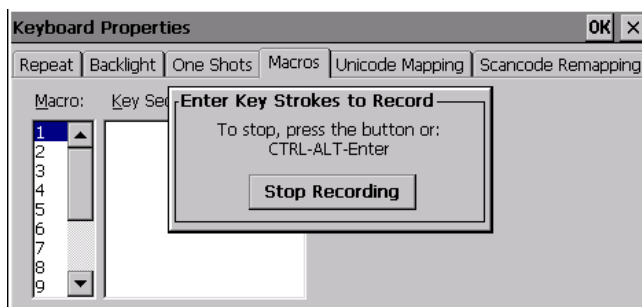 Keyboard Properties OK ×
Repeat Backlight One Shots Macros Unicode Mapping Scancode Remapping
Macro: Key Sec
Enter Key Strokes to Record
To stop, press the button or:
CTRL-ALT-Enter
Stop Recording
1
2
3
4
5
6
7
8
9